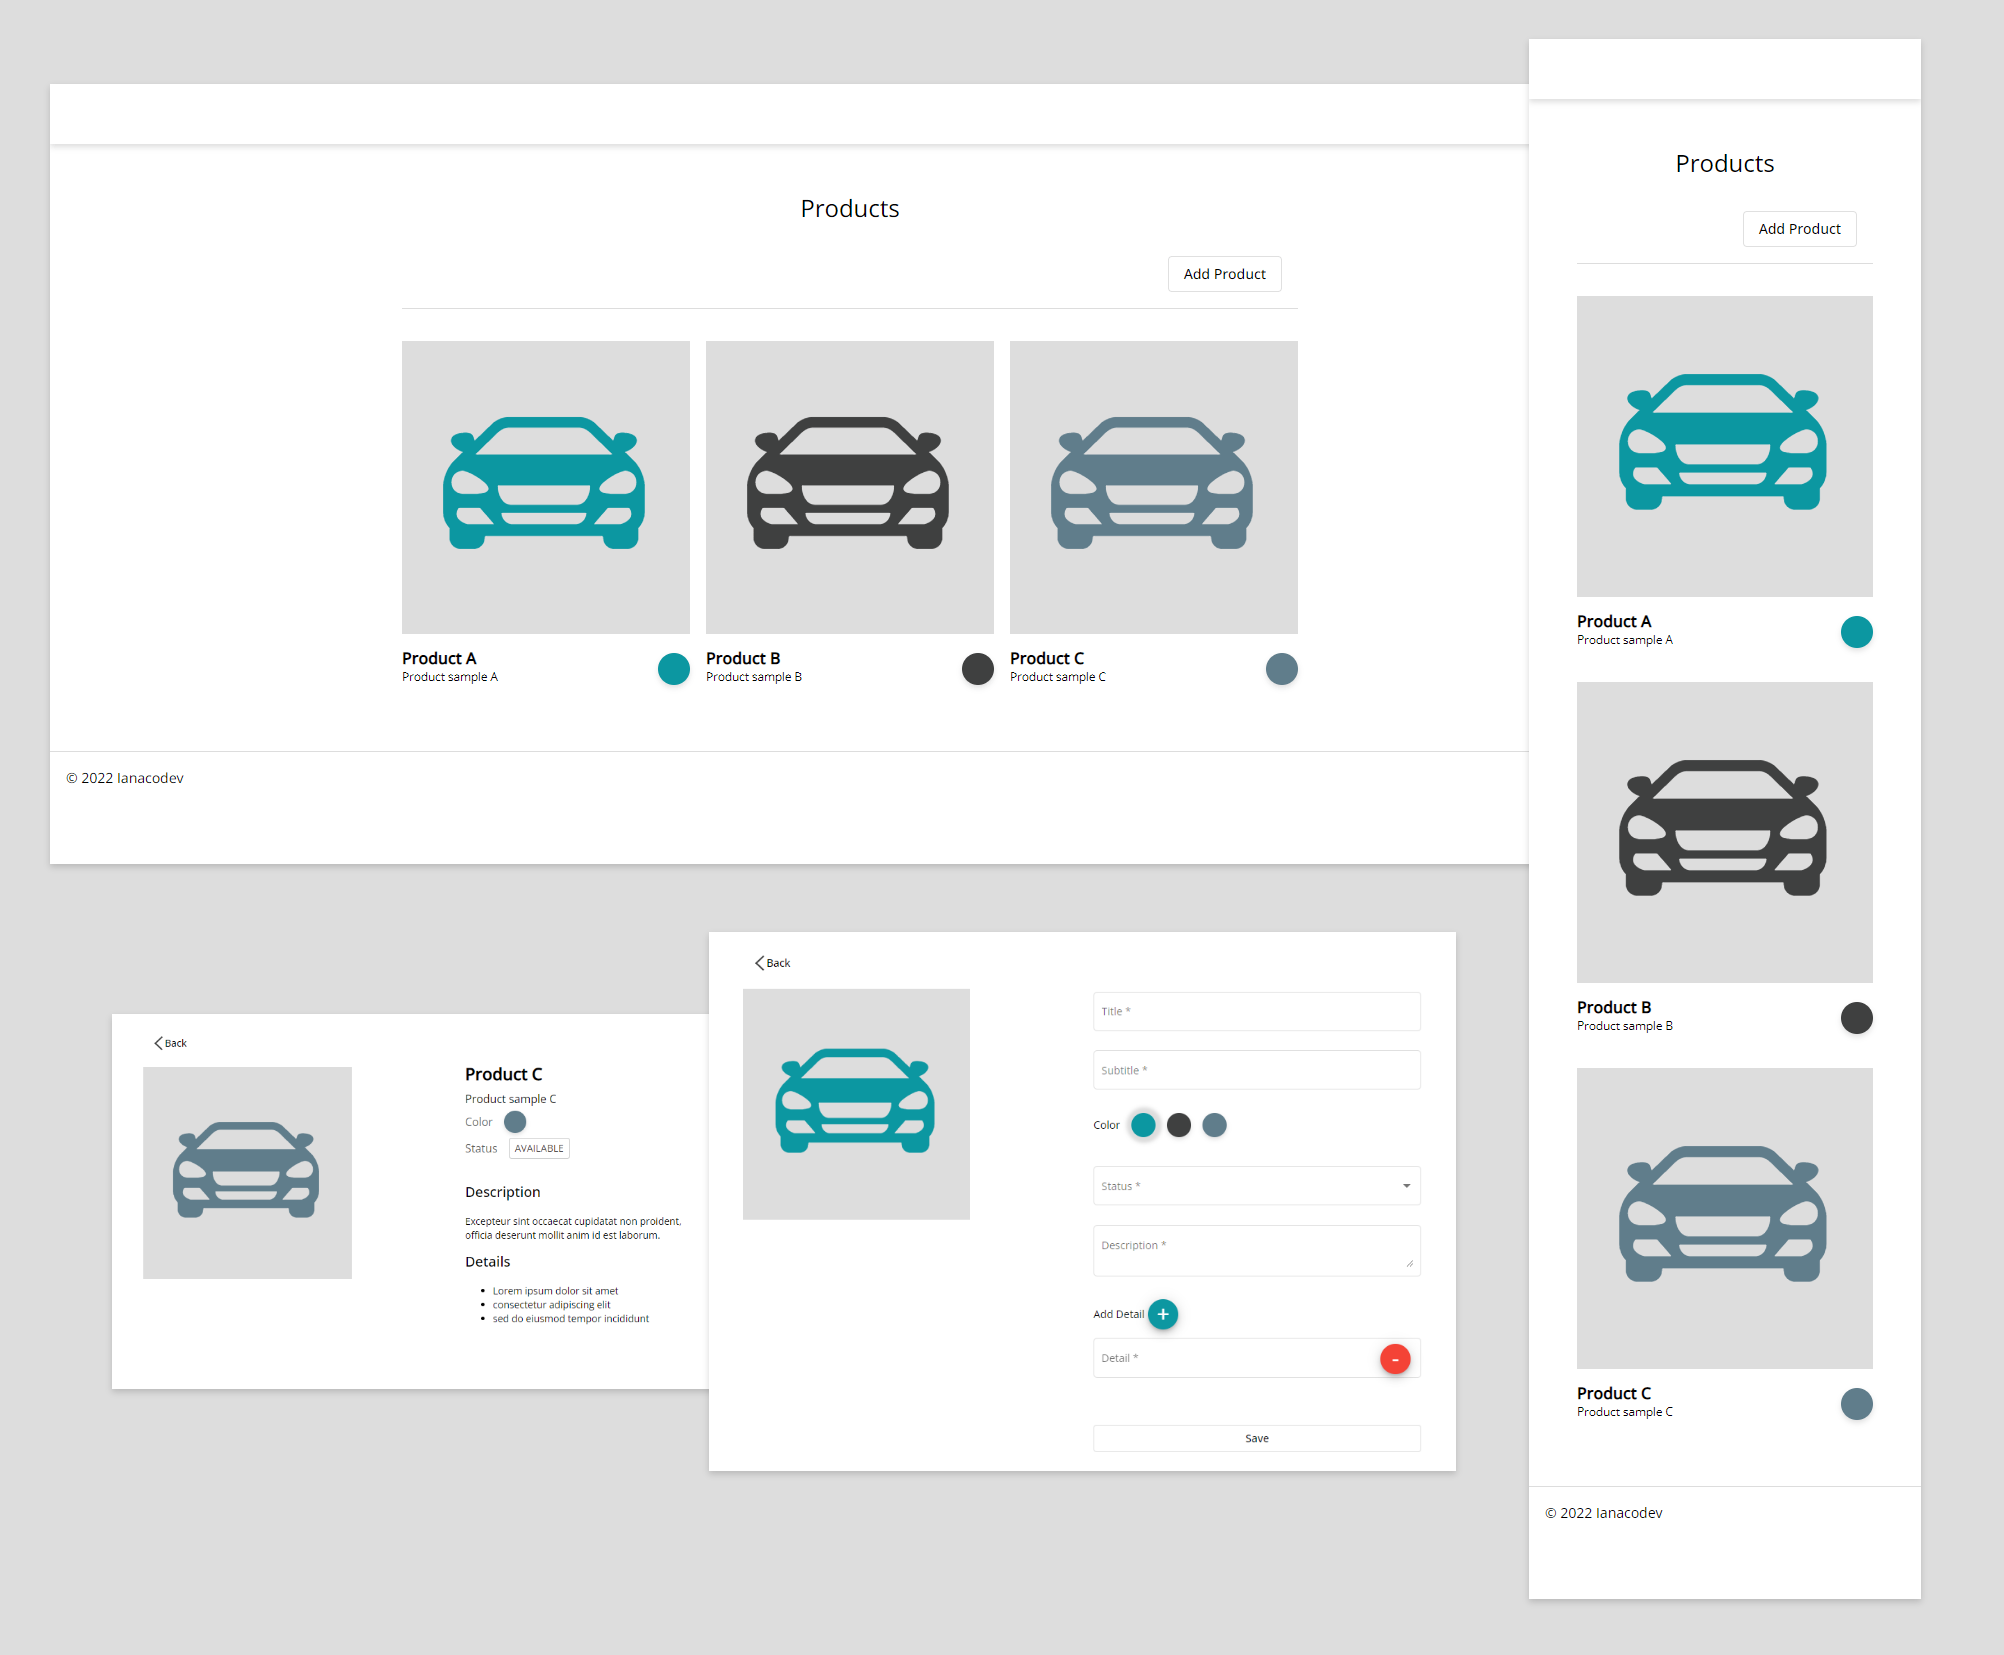 Products
Add Product
Product A
Product sample A
Product B
Product sample B
Product C
Product sample C
© 2022 Ianacodev
Back
Product C
Product sample C
Color
Status AVAILABLE
Description
Excepteur sint occaecat cupidatat non proident,
officia deserunt mollit anim id est laborum.
Details
Lorem ipsum dolor sit amet
consectetur adipiscing elit
sed do eiusmod tempor incididunt
Back
Title *
Subtitle *
Color
Status *
Description *
Add Detail +
Detail * -
Save
Products
Add Product
Product A
Product sample A
Product B
Product sample B
Product C
Product sample C
© 2022 Ianacodev